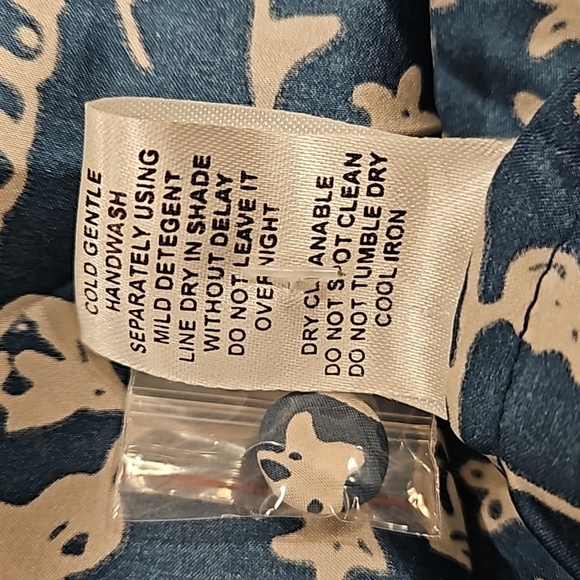 COLD GENTLE
HANDWASH
SEPARATELY USING
MILD DETEGENT
LINE DRY IN SHADE
WITHOUT DELAY
DO NOT LEAVE IT
OVERNIGHT
DRY CLEANABLE
DO NOT SPOT CLEAN
DO NOT TUMBLE DRY
COOL IRON